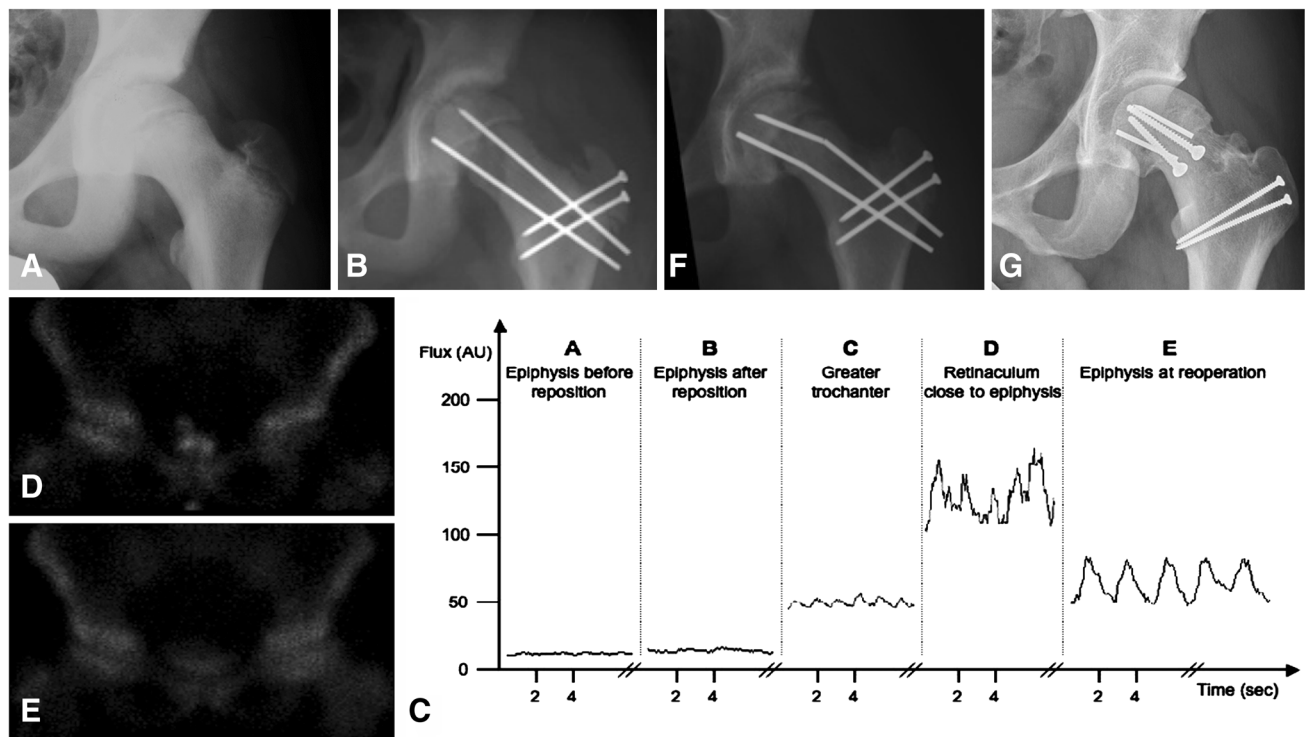 A
B
F
G
D
E
C
Flux (AU)
200
150
100
50
0
A
Epiphysis before
reposition
B
Epiphysis after
reposition
C
Greater
trochanter
D
Retinaculum
close to epiphysis
E
Epiphysis at reoperation
2 4 2 4 2 4 2 4 2 4
Time (sec)